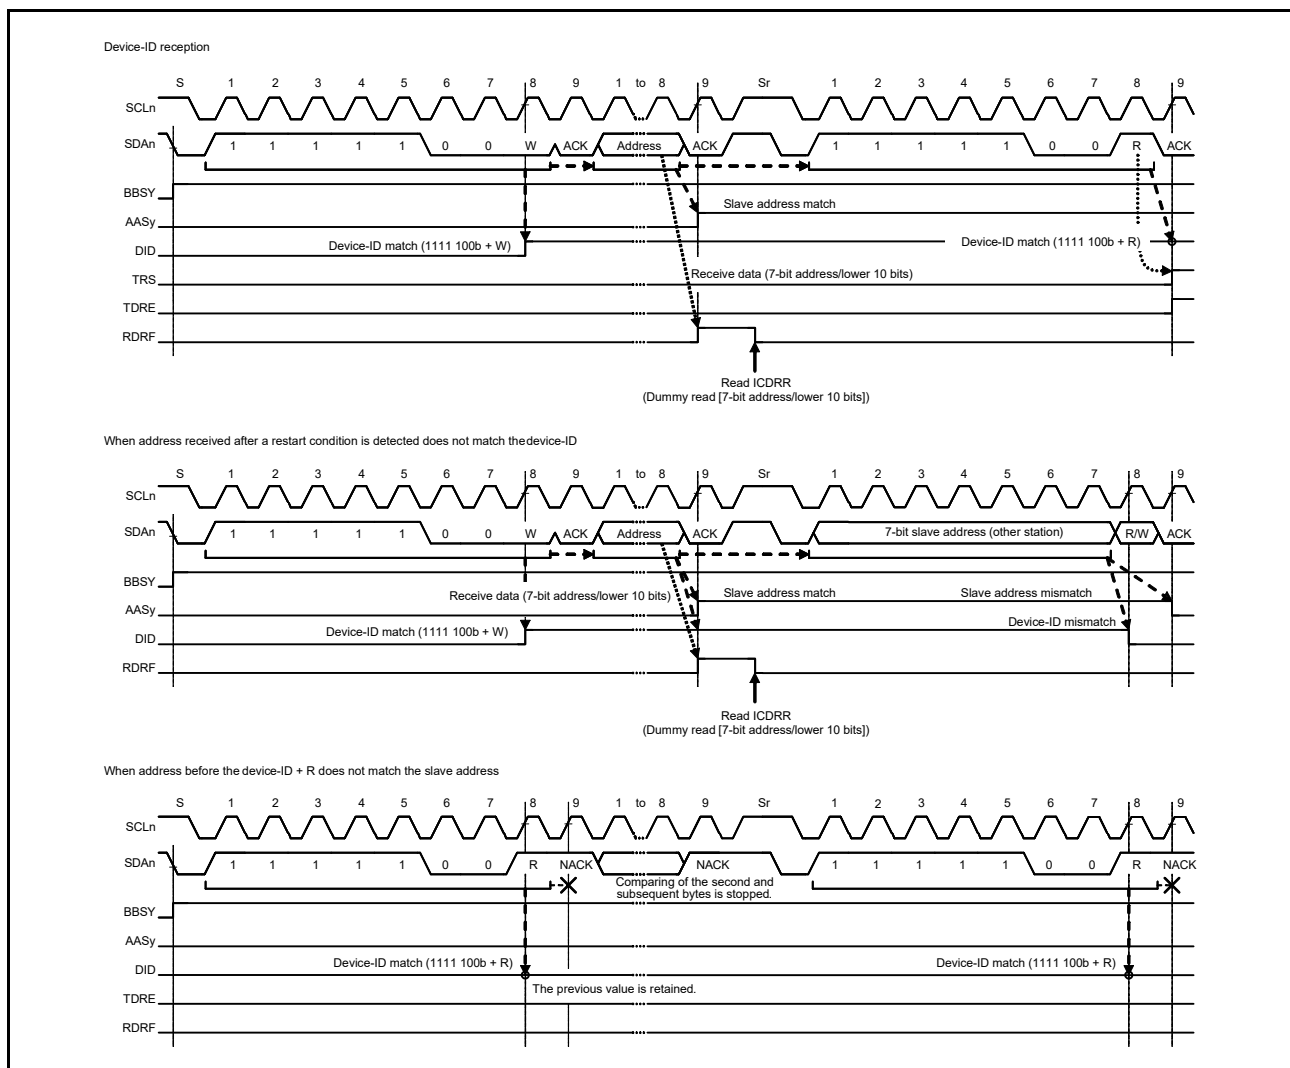 Device-ID reception
S 1 2 3 4 5 6 7 8 9 1 to 8 9 Sr 1 2 3 4 5 6 7 8 9
SCLn
SDAn 1 1 1 1 1 0 0 W ACK Address ACK 1 1 1 1 1 0 0 R ACK
BBSY
Slave address match
AASy
Device-ID match (1111 100b + W) Device-ID match (1111 100b + R)
DID
Receive data (7-bit address/lower 10 bits)
TRS
TDRE
RDRF
Read ICDRR
(Dummy read [7-bit address/lower 10 bits])
When address received after a restart condition is detected does not match thedevice-ID
S 1 2 3 4 5 6 7 8 9 1 to 8 9 Sr 1 2 3 4 5 6 7 8 9
SCLn
SDAn 1 1 1 1 1 0 0 W ACK Address ACK 7-bit slave address (other station) R/W ACK
BBSY
Receive data (7-bit address/lower 10 bits) Slave address match Slave address mismatch
AASy
Device-ID match (1111 100b + W) Device-ID mismatch
DID
RDRF
Read ICDRR
(Dummy read [7-bit address/lower 10 bits])
When address before the device-ID + R does not match the slave address
S 1 2 3 4 5 6 7 8 9 1 to 8 9 Sr 1 2 3 4 5 6 7 8 9
SCLn
SDAn 1 1 1 1 1 0 0 R NACK NACK 1 1 1 1 1 0 0 R NACK
Comparing of the second and
subsequent bytes is stopped.
BBSY
AASy
Device-ID match (1111 100b + R) Device-ID match (1111 100b + R)
DID
The previous value is retained.
TDRE
RDRF